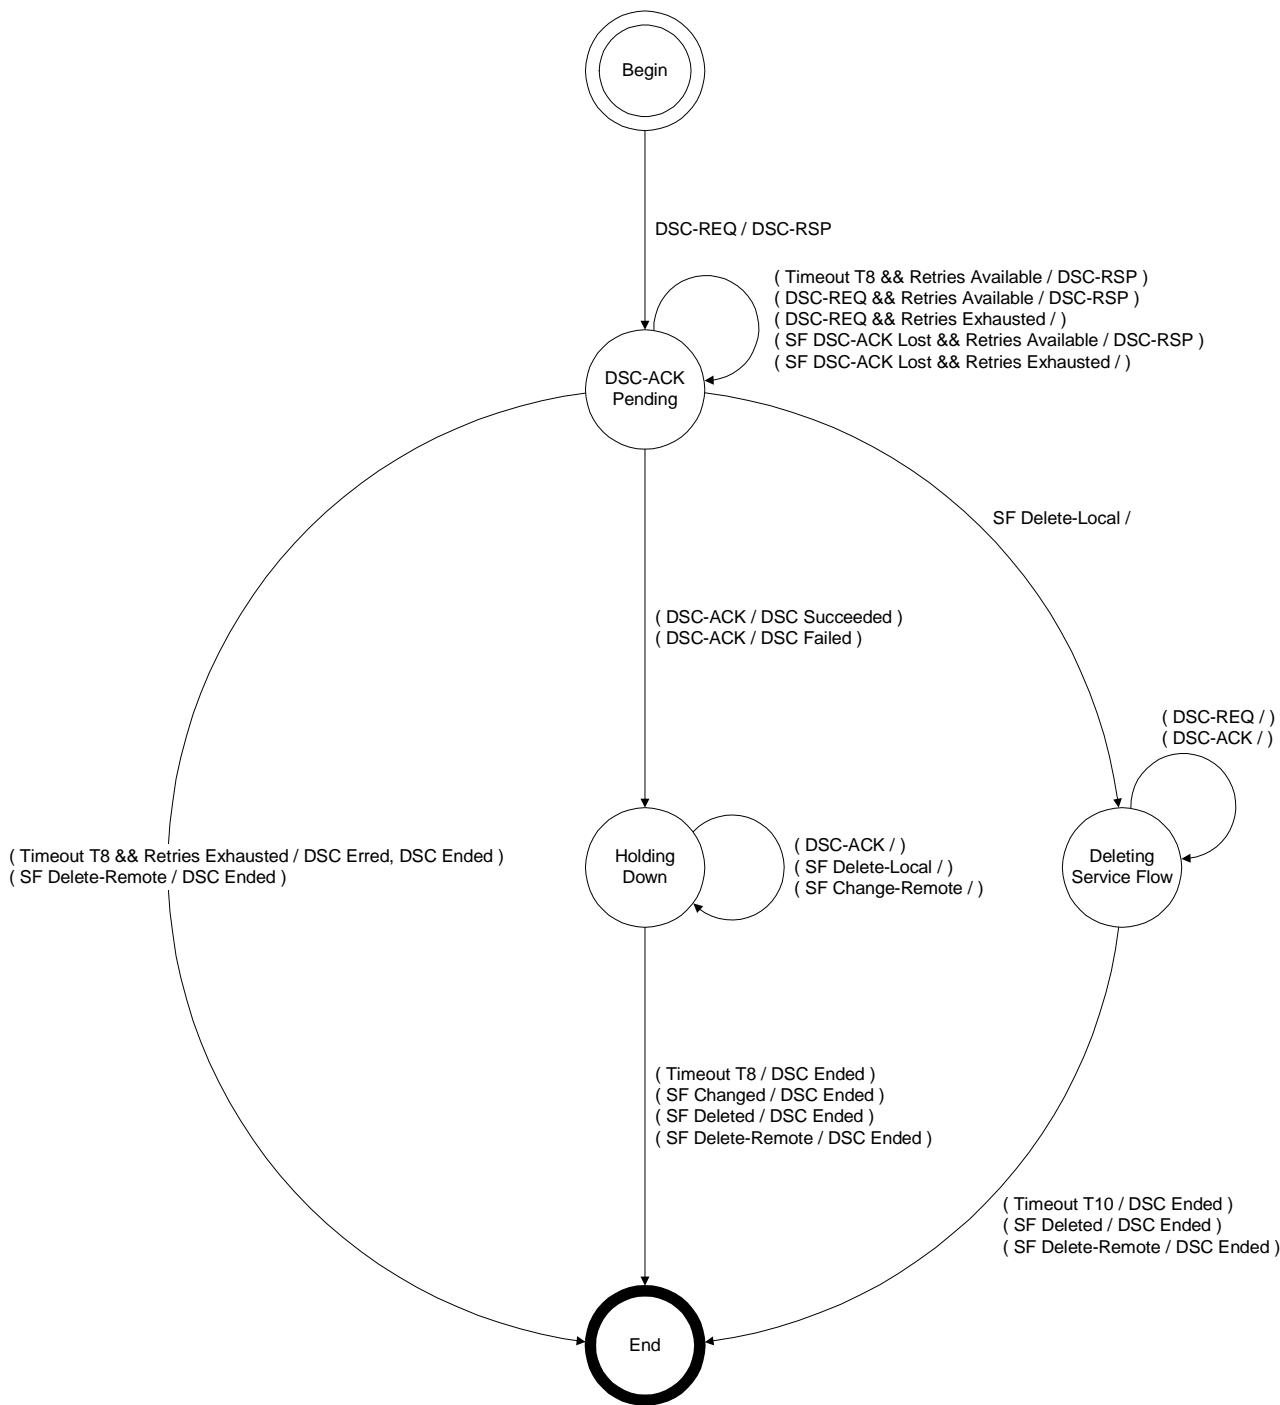 Begin
DSC-REQ / DSC-RSP
( Timeout T8 && Retries Available / DSC-RSP )
( DSC-REQ && Retries Available / DSC-RSP )
( DSC-REQ && Retries Exhausted / )
( SF DSC-ACK Lost && Retries Available / DSC-RSP )
( SF DSC-ACK Lost && Retries Exhausted / )
DSC-ACK
Pending
SF Delete-Local /
( DSC-ACK / DSC Succeeded )
( DSC-ACK / DSC Failed )
( DSC-REQ / )
( DSC-ACK / )
( Timeout T8 && Retries Exhausted / DSC Erred, DSC Ended )
( SF Delete-Remote / DSC Ended )
Holding
Down
( DSC-ACK / )
( SF Delete-Local / )
( SF Change-Remote / )
Deleting
Service Flow
( Timeout T8 / DSC Ended )
( SF Changed / DSC Ended )
( SF Deleted / DSC Ended )
( SF Delete-Remote / DSC Ended )
( Timeout T10 / DSC Ended )
( SF Deleted / DSC Ended )
( SF Delete-Remote / DSC Ended )
End